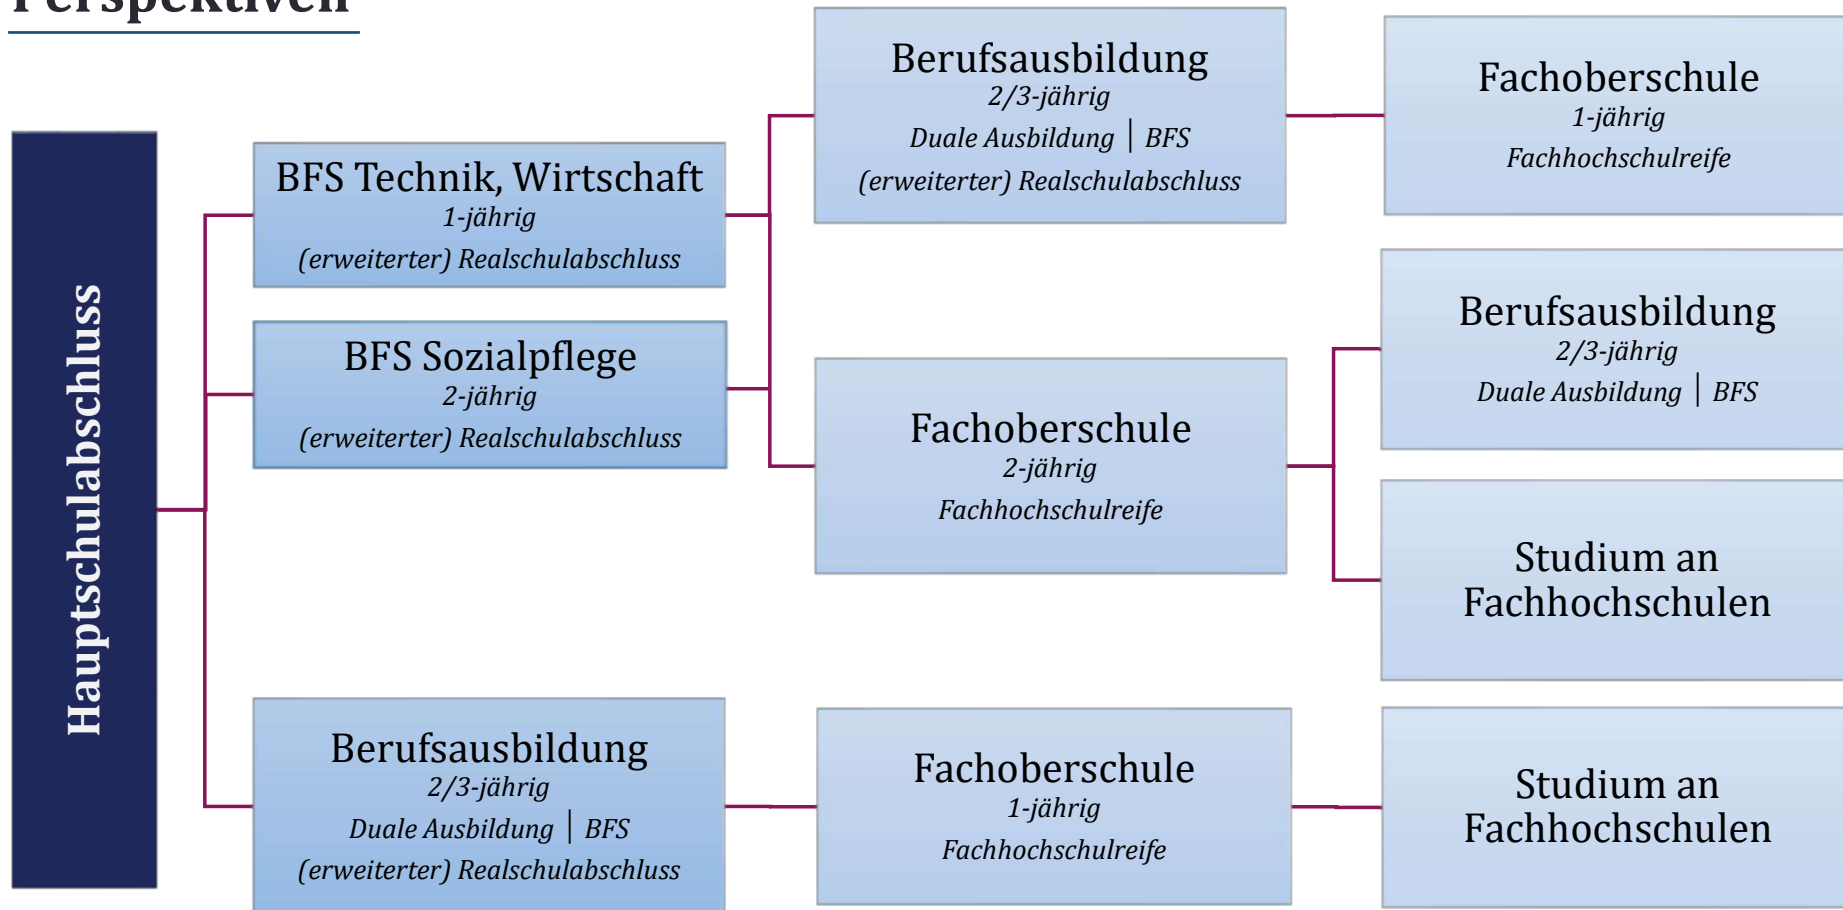 Perspektiven
Hauptschulabschluss
BFS Technik, Wirtschaft
1-jährig
(erweiterter) Realschulabschluss
BFS Sozialpflege
2-jährig
(erweiterter) Realschulabschluss
Berufsausbildung
2/3-jährig
Duale Ausbildung | BFS
(erweiterter) Realschulabschluss
Berufsausbildung
2/3-jährig
Duale Ausbildung | BFS
(erweiterter) Realschulabschluss
Fachoberschule
2-jährig
Fachhochschulreife
Fachoberschule
1-jährig
Fachhochschulreife
Fachoberschule
1-jährig
Fachhochschulreife
Berufsausbildung
2/3-jährig
Duale Ausbildung | BFS
Studium an
Fachhochschulen
Studium an
Fachhochschulen